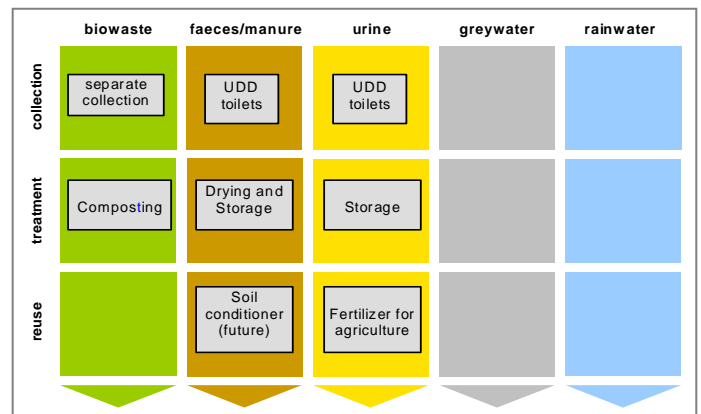 biowaste faeces/manure urine greywater rainwater
collection
separate
collection
UDD
toilets
UDD
toilets
treatment
Composting
Drying and
Storage
Storage
reuse
Soil
conditioner
(future)
Fertilizer for
agriculture